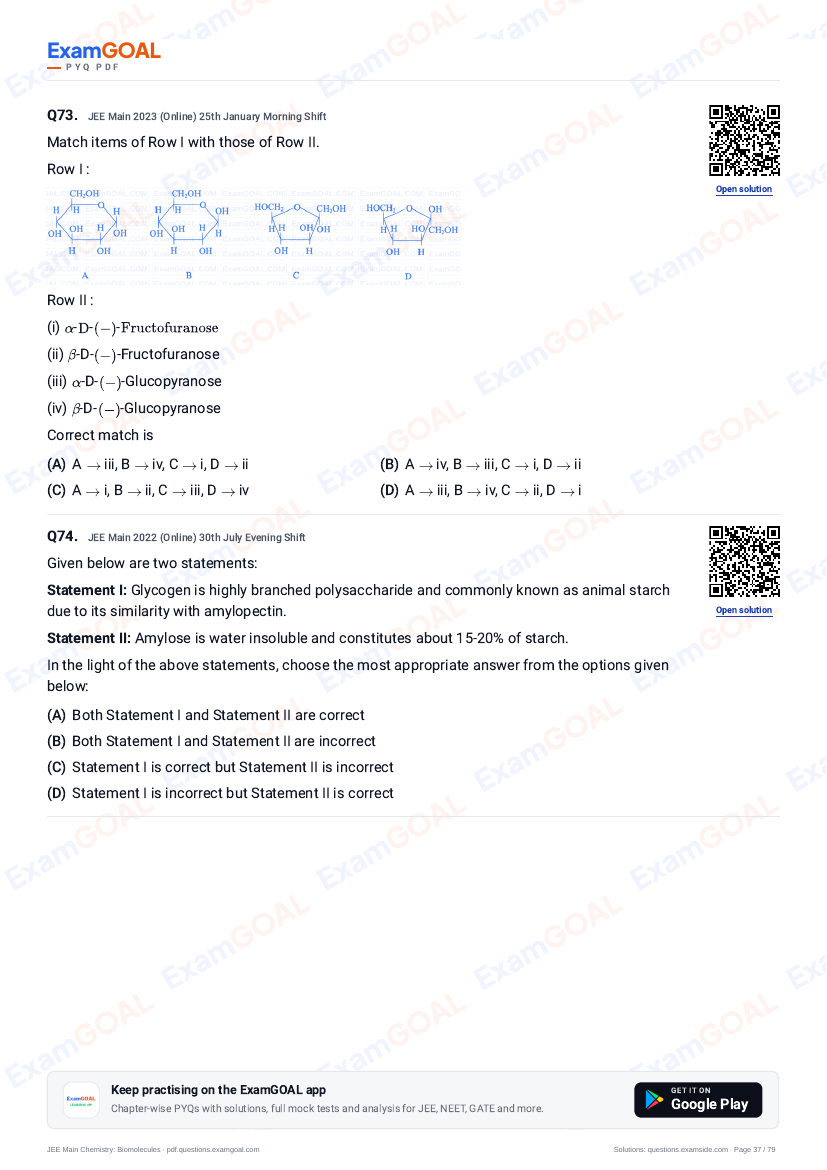 ExamGOAL
PYQ PDF
Q73. JEE Main 2023 (Online) 25th January Morning Shift
Open solution
Match items of Row I with those of Row II.
Row I :
CH₂OH CH₂OH
H H O H H H O OH HOCH₂ O CH₂OH HOCH₂ O OH
OH OH H OH OH OH H H H H OH OH H H HO CH₂OH
H OH H OH OH H OH H
A B C D
Row II :
(i) α-D-(−)-Fructofuranose
(ii) β-D-(−)-Fructofuranose
(iii) α-D-(−)-Glucopyranose
(iv) β-D-(−)-Glucopyranose
Correct match is
(A) A → iii, B → iv, C → i, D → ii
(B) A → iv, B → iii, C → i, D → ii
(C) A → i, B → ii, C → iii, D → iv
(D) A → iii, B → iv, C → ii, D → i
Q74. JEE Main 2022 (Online) 30th July Evening Shift
Open solution
Given below are two statements:
Statement I: Glycogen is highly branched polysaccharide and commonly known as animal starch
due to its similarity with amylopectin.
Statement II: Amylose is water insoluble and constitutes about 15-20% of starch.
In the light of the above statements, choose the most appropriate answer from the options given
below:
(A) Both Statement I and Statement II are correct
(B) Both Statement I and Statement II are incorrect
(C) Statement I is correct but Statement II is incorrect
(D) Statement I is incorrect but Statement II is correct
ExamGOAL
Keep practising on the ExamGOAL app
Chapter-wise PYQs with solutions, full mock tests and analysis for JEE, NEET, GATE and more.
GET IT ON
Google Play
JEE Main Chemistry: Biomolecules · pdf.questions.examgoal.com
Solutions: questions.examside.com · Page 37 / 79